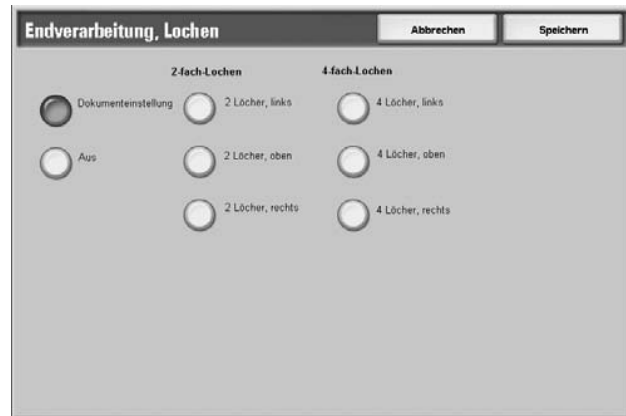 Endverarbeitung, Lochen
Abbrechen
Speichern
2-fach-Lochen
4-fach-Lochen
Dokumenteinstellung
2 Löcher, links
4 Löcher, links
Aus
2 Löcher, oben
4 Löcher, oben
2 Löcher, rechts
4 Löcher, rechts